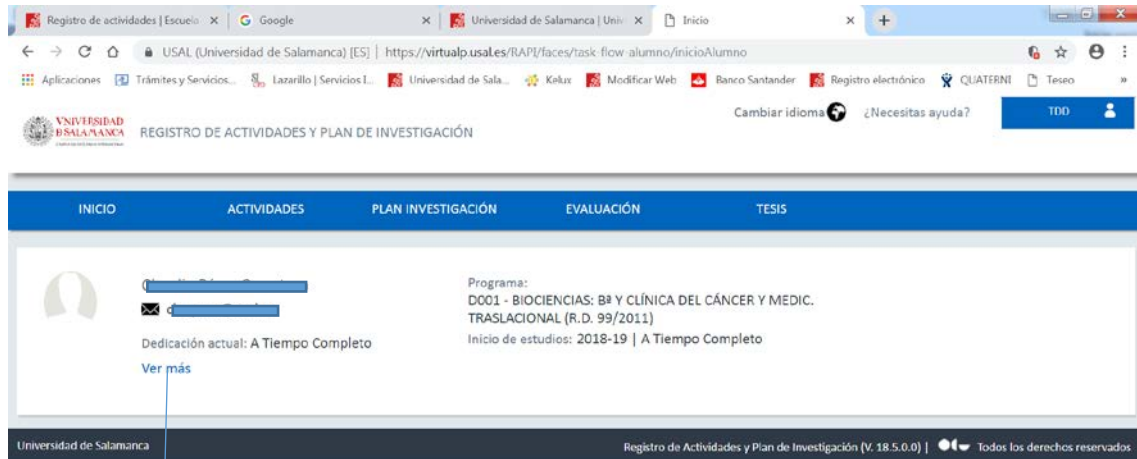 Registro de actividades | Escuela
Google
Universidad de Salamanca | Univ
Inicio
USAL (Universidad de Salamanca) [ES] | https://virtualp.usal.es/RAPI/faces/task-flow-alumno/inicioAlumno
Aplicaciones Trámites y Servicios... Lazarillo | Servicios I... Universidad de Sala... Kelux Modificar Web Banco Santander Registro electrónico QUATERNI Teseo »
Cambiar idioma ¿Necesitas ayuda? TDD
VNiVERSiDAD
D SALAMANCA
REGISTRO DE ACTIVIDADES Y PLAN DE INVESTIGACIÓN
INICIO ACTIVIDADES PLAN INVESTIGACIÓN EVALUACIÓN TESIS
Dedicación actual: A Tiempo Completo
Ver más
Programa:
D001 - BIOCIENCIAS: Bª Y CLÍNICA DEL CÁNCER Y MEDIC.
TRASLACIONAL (R.D. 99/2011)
Inicio de estudios: 2018-19 | A Tiempo Completo
Universidad de Salamanca
Registro de Actividades y Plan de Investigación (V. 18.5.0.0) | Todos los derechos reservados